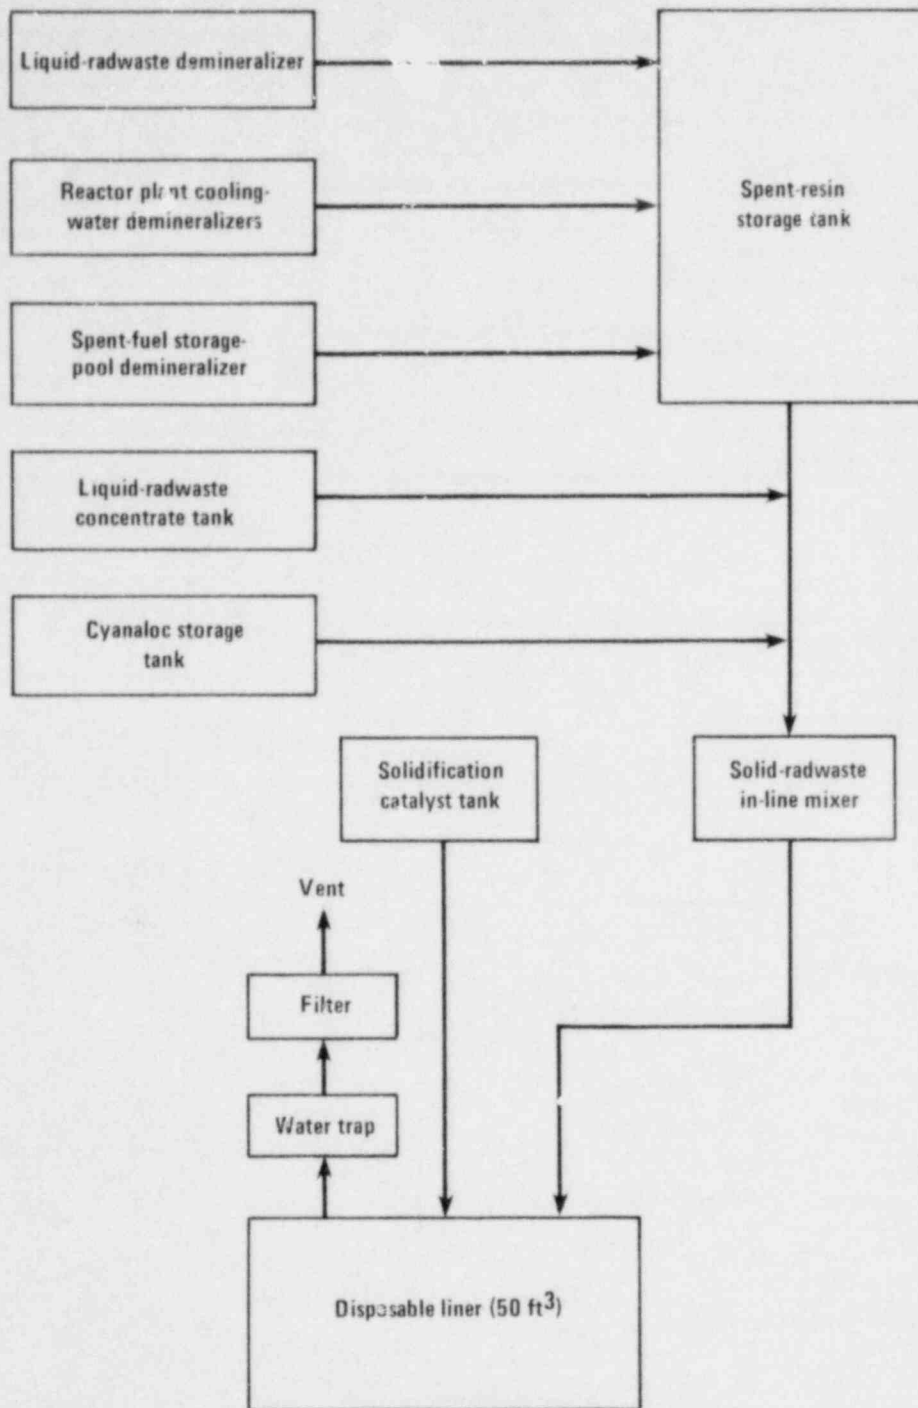 Liquid-radwaste demineralizer
Reactor plant cooling-
water demineralizers
Spent-resin
storage tank
Spent-fuel storage-
pool demineralizer
Liquid-radwaste
concentrate tank
Cyanaloc storage
tank
Solidification
catalyst tank
Solid-radwaste
in-line mixer
Vent
Filter
Water trap
Disposable liner (50 ft³)